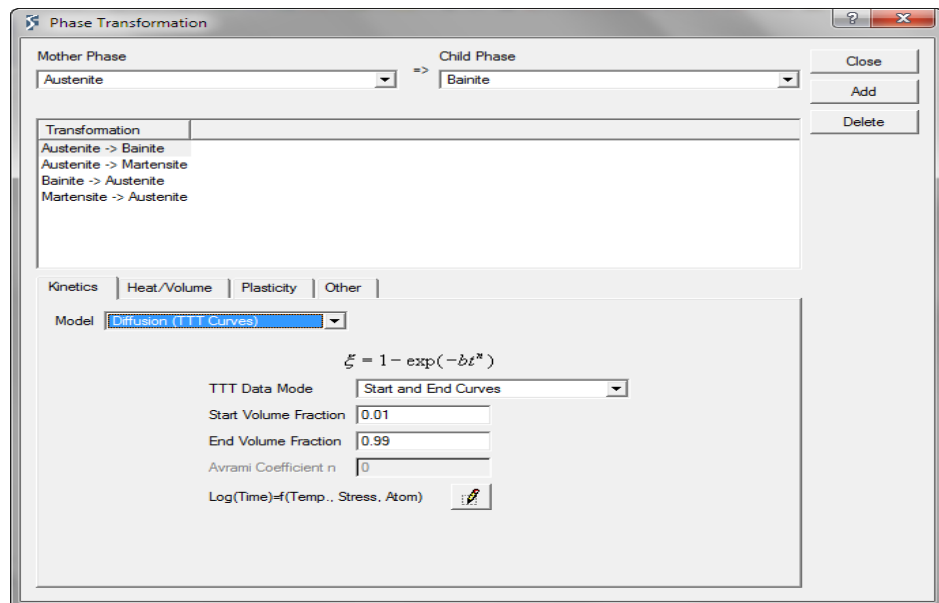 Phase Transformation
Mother Phase
Child Phase
Close
Austenite
=>
Bainite
Add
Delete
Transformation
Austenite -> Bainite
Austenite -> Martensite
Bainite -> Austenite
Martensite -> Austenite
Kinetics Heat/Volume Plasticity Other
Model Diffusion (TTT Curves)
ξ = 1 − exp(−btⁿ)
TTT Data Mode Start and End Curves
Start Volume Fraction 0.01
End Volume Fraction 0.99
Avrami Coefficient n 0
Log(Time)=f(Temp., Stress, Atom)